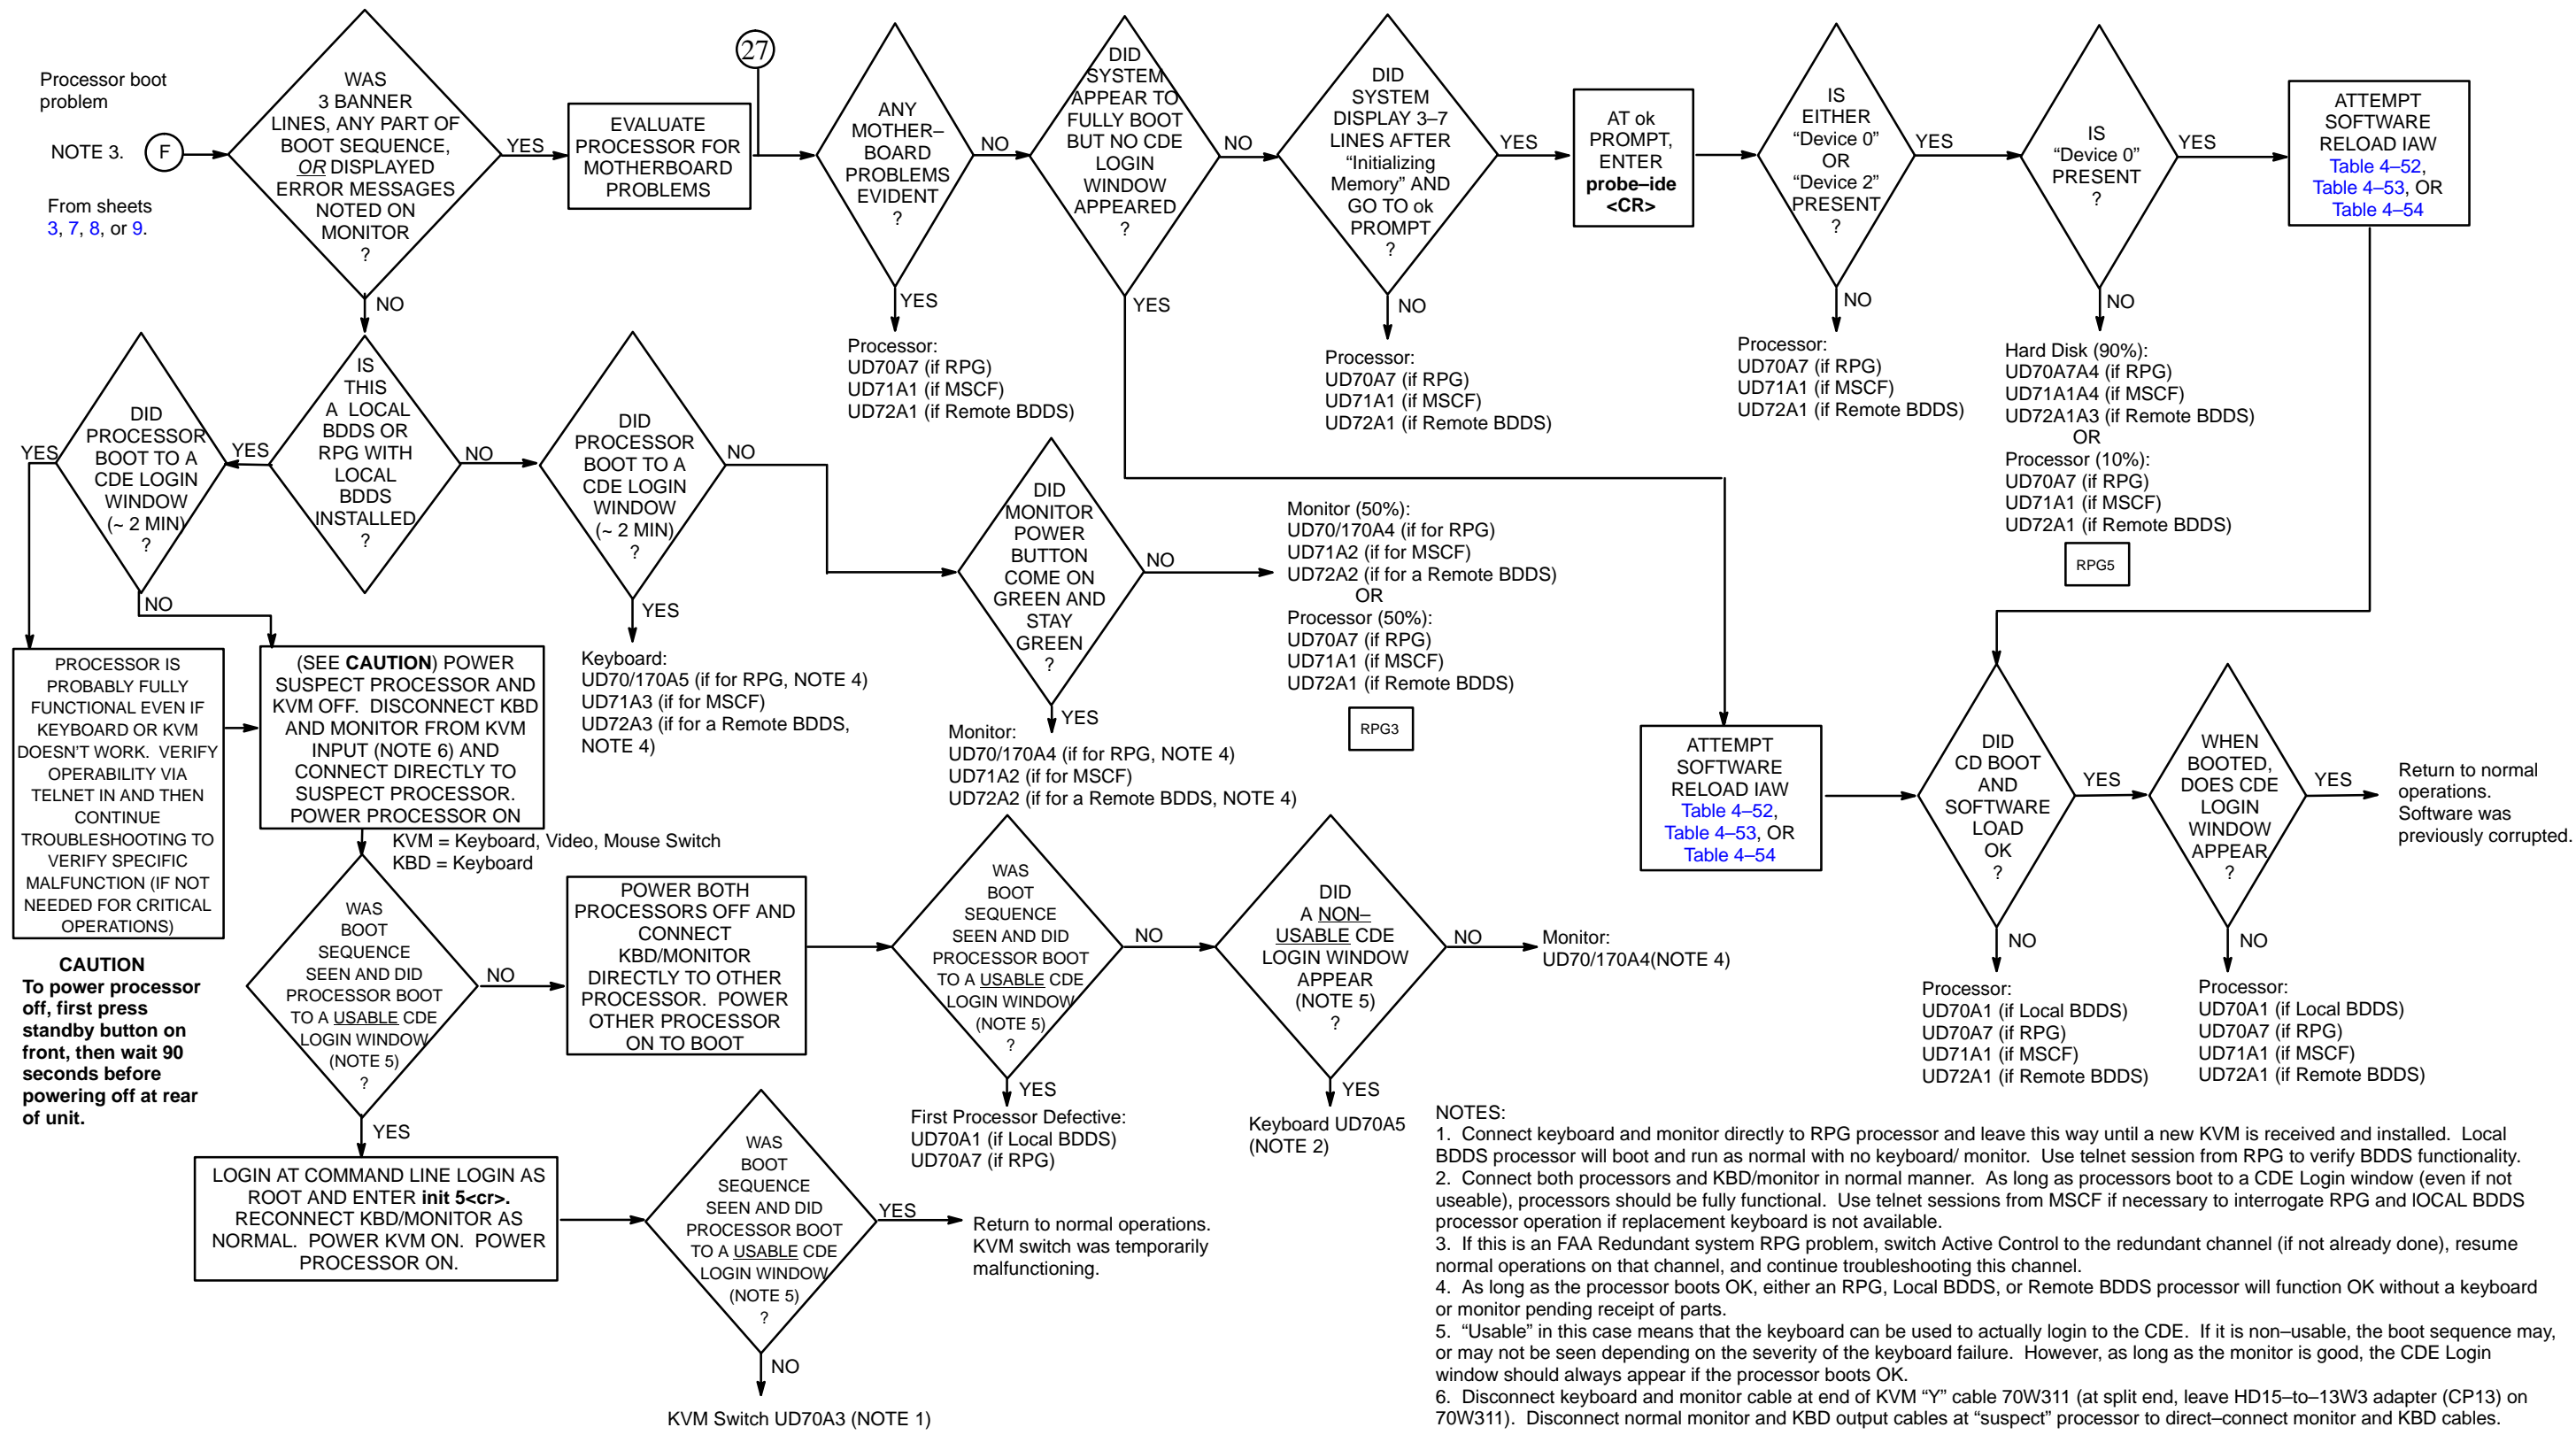 Processor boot
problem
NOTE 3.
F
From sheets
3, 7, 8, or 9.
WAS
3 BANNER
LINES, ANY PART OF
BOOT SEQUENCE,
OR DISPLAYED
ERROR MESSAGES
NOTED ON
MONITOR
?
YES
NO
EVALUATE
PROCESSOR FOR
MOTHERBOARD
PROBLEMS
27
ANY
MOTHER–
BOARD
PROBLEMS
EVIDENT
?
NO
YES
Processor:
UD70A7 (if RPG)
UD71A1 (if MSCF)
UD72A1 (if Remote BDDS)
DID
SYSTEM
APPEAR TO
FULLY BOOT
BUT NO CDE
LOGIN
WINDOW
APPEARED
?
NO
YES
DID
SYSTEM
DISPLAY 3–7
LINES AFTER
“Initializing
Memory” AND
GO TO ok
PROMPT
?
YES
NO
Processor:
UD70A7 (if RPG)
UD71A1 (if MSCF)
UD72A1 (if Remote BDDS)
AT ok
PROMPT,
ENTER
probe–ide
<CR>
IS
EITHER
“Device 0”
OR
“Device 2”
PRESENT
?
YES
NO
Processor:
UD70A7 (if RPG)
UD71A1 (if MSCF)
UD72A1 (if Remote BDDS)
IS
“Device 0”
PRESENT
?
YES
NO
Hard Disk (90%):
UD70A7A4 (if RPG)
UD71A1A4 (if MSCF)
UD72A1A3 (if Remote BDDS)
OR
Processor (10%):
UD70A7 (if RPG)
UD71A1 (if MSCF)
UD72A1 (if Remote BDDS)
RPG5
ATTEMPT
SOFTWARE
RELOAD IAW
Table 4–52,
Table 4–53, OR
Table 4–54
DID
PROCESSOR
BOOT TO A
CDE LOGIN
WINDOW
(~ 2 MIN)
?
YES
NO
IS
THIS
A LOCAL
BDDS OR
RPG WITH
LOCAL
BDDS
INSTALLED
?
YES
NO
DID
PROCESSOR
BOOT TO A
CDE LOGIN
WINDOW
(~ 2 MIN)
?
NO
YES
Keyboard:
UD70/170A5 (if for RPG, NOTE 4)
UD71A3 (if for MSCF)
UD72A3 (if for a Remote BDDS,
NOTE 4)
DID
MONITOR
POWER
BUTTON
COME ON
GREEN AND
STAY
GREEN
?
NO
YES
Monitor:
UD70/170A4 (if for RPG, NOTE 4)
UD71A2 (if for MSCF)
UD72A2 (if for a Remote BDDS, NOTE 4)
Monitor (50%):
UD70/170A4 (if for RPG)
UD71A2 (if for MSCF)
UD72A2 (if for a Remote BDDS)
OR
Processor (50%):
UD70A7 (if RPG)
UD71A1 (if MSCF)
UD72A1 (if Remote BDDS)
RPG3
PROCESSOR IS
PROBABLY FULLY
FUNCTIONAL EVEN IF
KEYBOARD OR KVM
DOESN’T WORK. VERIFY
OPERABILITY VIA
TELNET IN AND THEN
CONTINUE
TROUBLESHOOTING TO
VERIFY SPECIFIC
MALFUNCTION (IF NOT
NEEDED FOR CRITICAL
OPERATIONS)
(SEE CAUTION) POWER
SUSPECT PROCESSOR AND
KVM OFF. DISCONNECT KBD
AND MONITOR FROM KVM
INPUT (NOTE 6) AND
CONNECT DIRECTLY TO
SUSPECT PROCESSOR.
POWER PROCESSOR ON
KVM = Keyboard, Video, Mouse Switch
KBD = Keyboard
CAUTION
To power processor
off, first press
standby button on
front, then wait 90
seconds before
powering off at rear
of unit.
WAS
BOOT
SEQUENCE
SEEN AND DID
PROCESSOR BOOT
TO A USABLE CDE
LOGIN WINDOW
(NOTE 5)
?
NO
YES
POWER BOTH
PROCESSORS OFF AND
CONNECT
KBD/MONITOR
DIRECTLY TO OTHER
PROCESSOR. POWER
OTHER PROCESSOR
ON TO BOOT
WAS
BOOT
SEQUENCE
SEEN AND DID
PROCESSOR BOOT
TO A USABLE CDE
LOGIN WINDOW
(NOTE 5)
?
NO
YES
First Processor Defective:
UD70A1 (if Local BDDS)
UD70A7 (if RPG)
DID
A NON–
USABLE CDE
LOGIN WINDOW
APPEAR
(NOTE 5)
?
NO
YES
Keyboard UD70A5
(NOTE 2)
Monitor:
UD70/170A4(NOTE 4)
ATTEMPT
SOFTWARE
RELOAD IAW
Table 4–52,
Table 4–53, OR
Table 4–54
DID
CD BOOT
AND
SOFTWARE
LOAD
OK
?
YES
NO
Processor:
UD70A1 (if Local BDDS)
UD70A7 (if RPG)
UD71A1 (if MSCF)
UD72A1 (if Remote BDDS)
WHEN
BOOTED,
DOES CDE
LOGIN
WINDOW
APPEAR
?
YES
NO
Processor:
UD70A1 (if Local BDDS)
UD70A7 (if RPG)
UD71A1 (if MSCF)
UD72A1 (if Remote BDDS)
Return to normal
operations.
Software was
previously corrupted.
LOGIN AT COMMAND LINE LOGIN AS
ROOT AND ENTER init 5<cr>.
RECONNECT KBD/MONITOR AS
NORMAL. POWER KVM ON. POWER
PROCESSOR ON.
WAS
BOOT
SEQUENCE
SEEN AND DID
PROCESSOR BOOT
TO A USABLE CDE
LOGIN WINDOW
(NOTE 5)
?
YES
NO
Return to normal operations.
KVM switch was temporarily
malfunctioning.
KVM Switch UD70A3 (NOTE 1)
NOTES:
1. Connect keyboard and monitor directly to RPG processor and leave this way until a new KVM is received and installed. Local
BDDS processor will boot and run as normal with no keyboard/ monitor. Use telnet session from RPG to verify BDDS functionality.
2. Connect both processors and KBD/monitor in normal manner. As long as processors boot to a CDE Login window (even if not
useable), processors should be fully functional. Use telnet sessions from MSCF if necessary to interrogate RPG and lOCAL BDDS
processor operation if replacement keyboard is not available.
3. If this is an FAA Redundant system RPG problem, switch Active Control to the redundant channel (if not already done), resume
normal operations on that channel, and continue troubleshooting this channel.
4. As long as the processor boots OK, either an RPG, Local BDDS, or Remote BDDS processor will function OK without a keyboard
or monitor pending receipt of parts.
5. “Usable” in this case means that the keyboard can be used to actually login to the CDE. If it is non–usable, the boot sequence may,
or may not be seen depending on the severity of the keyboard failure. However, as long as the monitor is good, the CDE Login
window should always appear if the processor boots OK.
6. Disconnect keyboard and monitor cable at end of KVM “Y” cable 70W311 (at split end, leave HD15–to–13W3 adapter (CP13) on
70W311). Disconnect normal monitor and KBD output cables at “suspect” processor to direct–connect monitor and KBD cables.